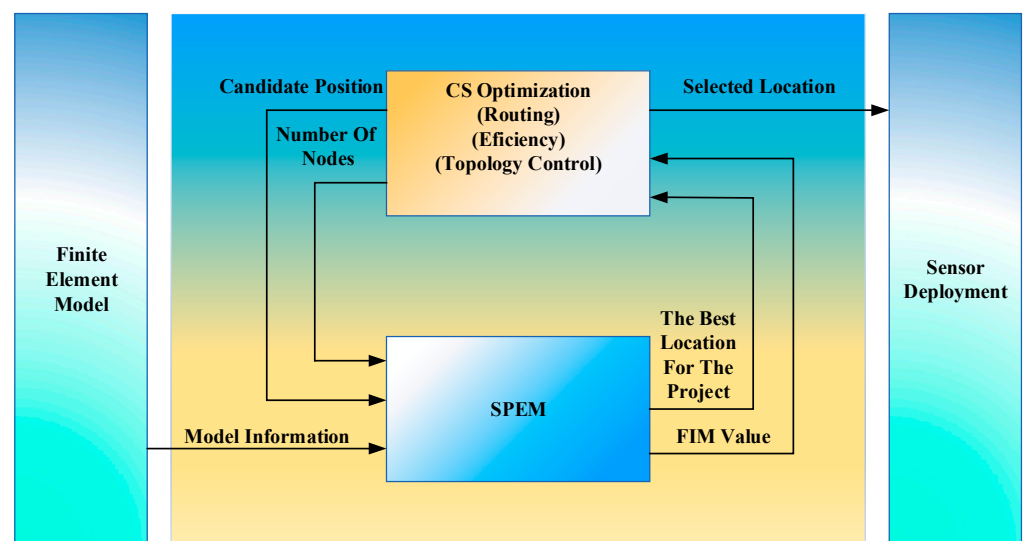 Candidate Position
CS Optimization
(Routing)
(Eficiency)
(Topology Control)
Selected Location
Number Of
Nodes
Finite
Element
Model
Sensor
Deployment
The Best
Location
For The
Project
SPEM
Model Information
FIM Value